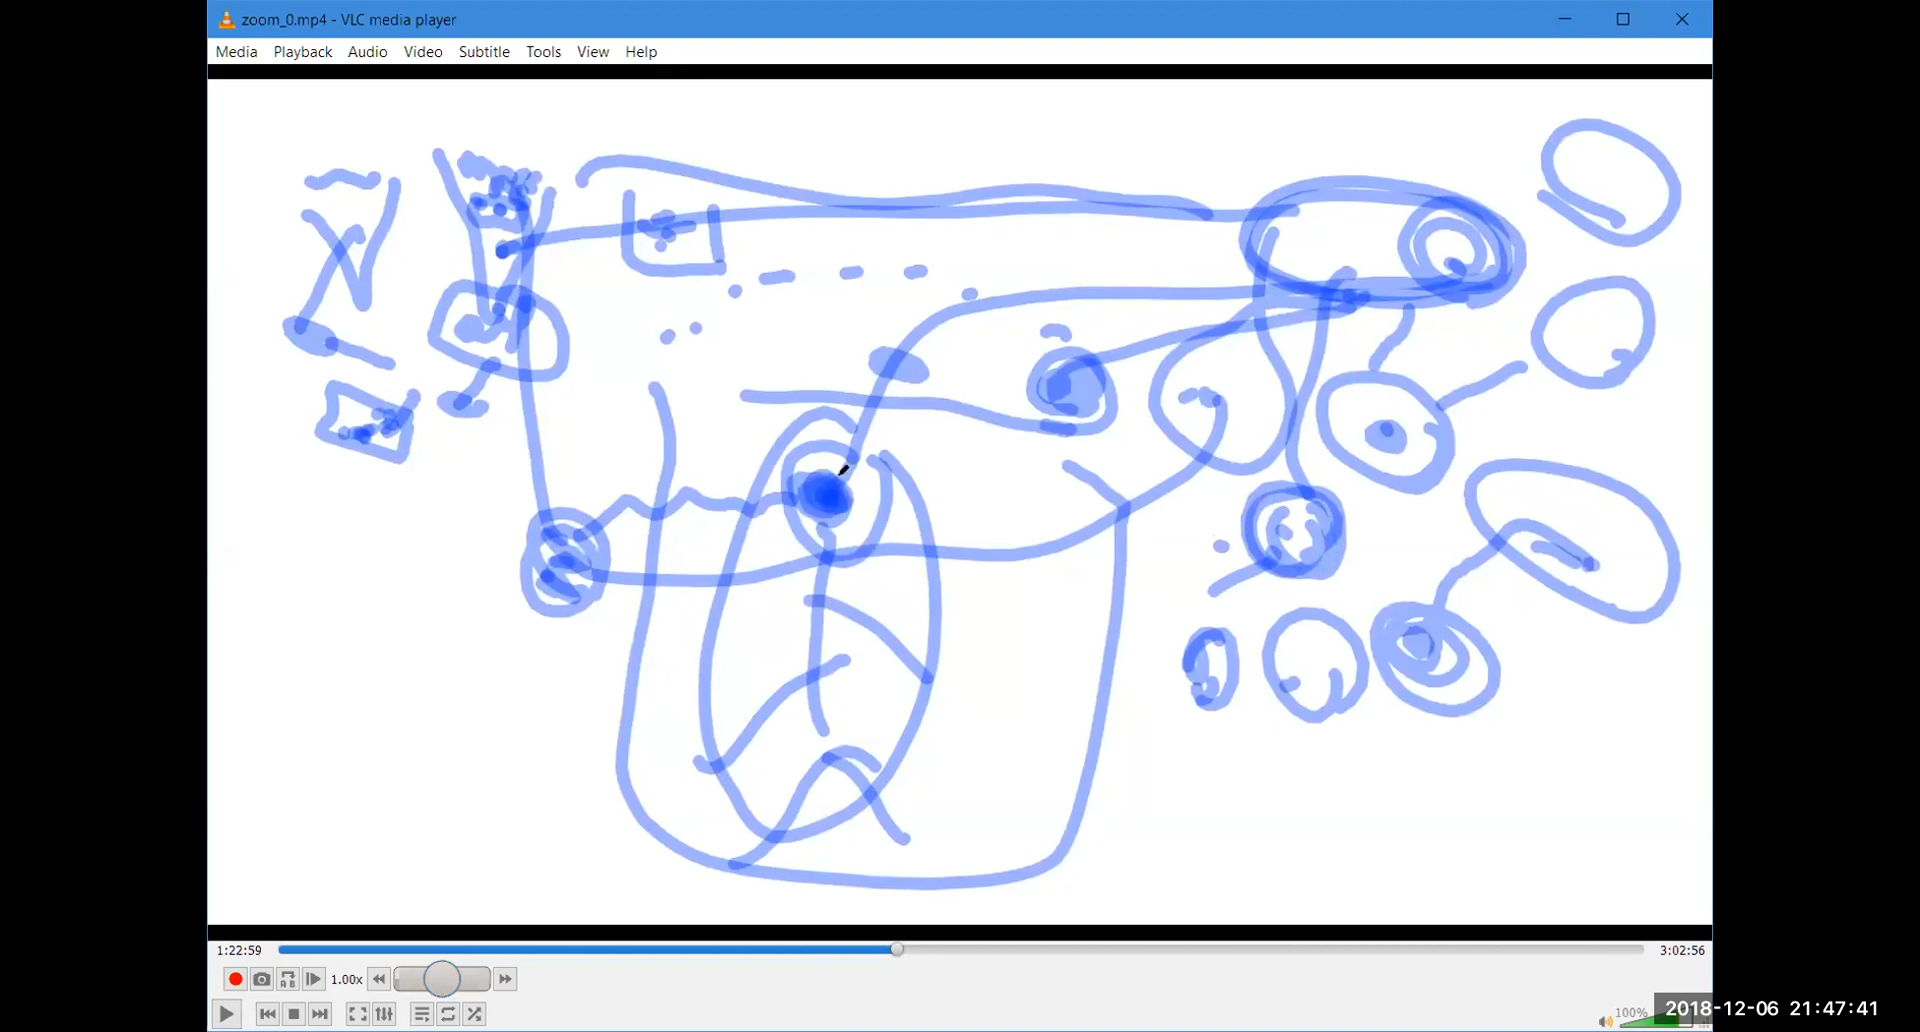 zoom_0.mp4 - VLC media player
Media Playback Audio Video Subtitle Tools View Help
1:22:59
3:02:56
1.00x
100%
2018-12-06 21:47:41